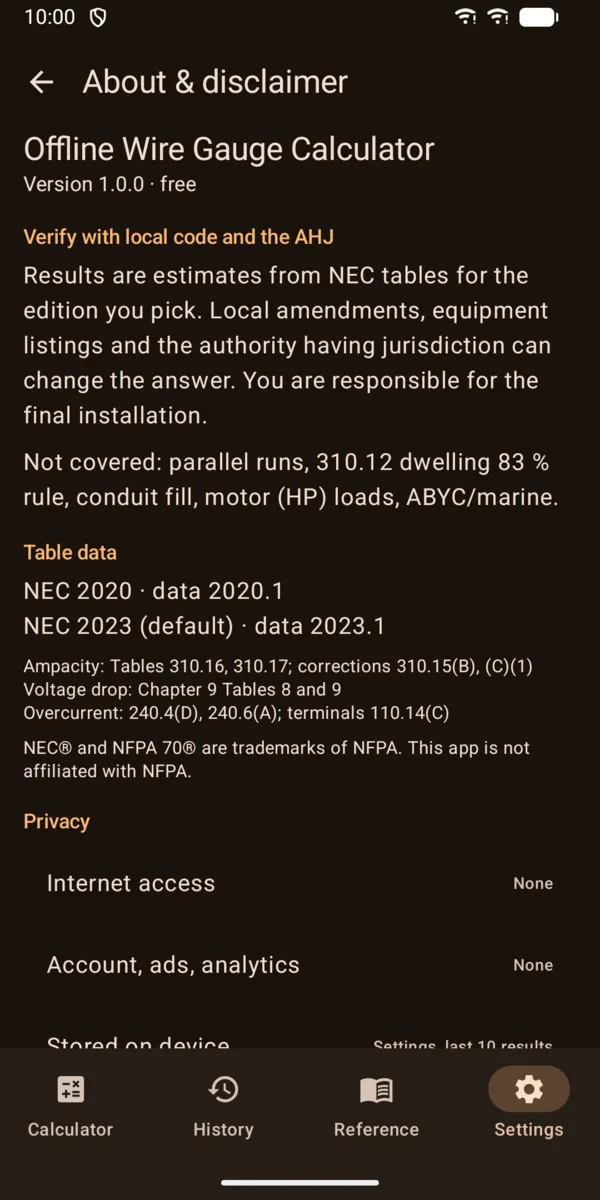 10:00
About & disclaimer
Offline Wire Gauge Calculator
Version 1.0.0 · free
Verify with local code and the AHJ
Results are estimates from NEC tables for the
edition you pick. Local amendments, equipment
listings and the authority having jurisdiction can
change the answer. You are responsible for the
final installation.
Not covered: parallel runs, 310.12 dwelling 83 %
rule, conduit fill, motor (HP) loads, ABYC/marine.
Table data
NEC 2020 · data 2020.1
NEC 2023 (default) · data 2023.1
Ampacity: Tables 310.16, 310.17; corrections 310.15(B), (C)(1)
Voltage drop: Chapter 9 Tables 8 and 9
Overcurrent: 240.4(D), 240.6(A); terminals 110.14(C)
NEC® and NFPA 70® are trademarks of NFPA. This app is not
affiliated with NFPA.
Privacy
Internet access None
Account, ads, analytics None
Stored on device Settings, last 10 results
Calculator History Reference Settings